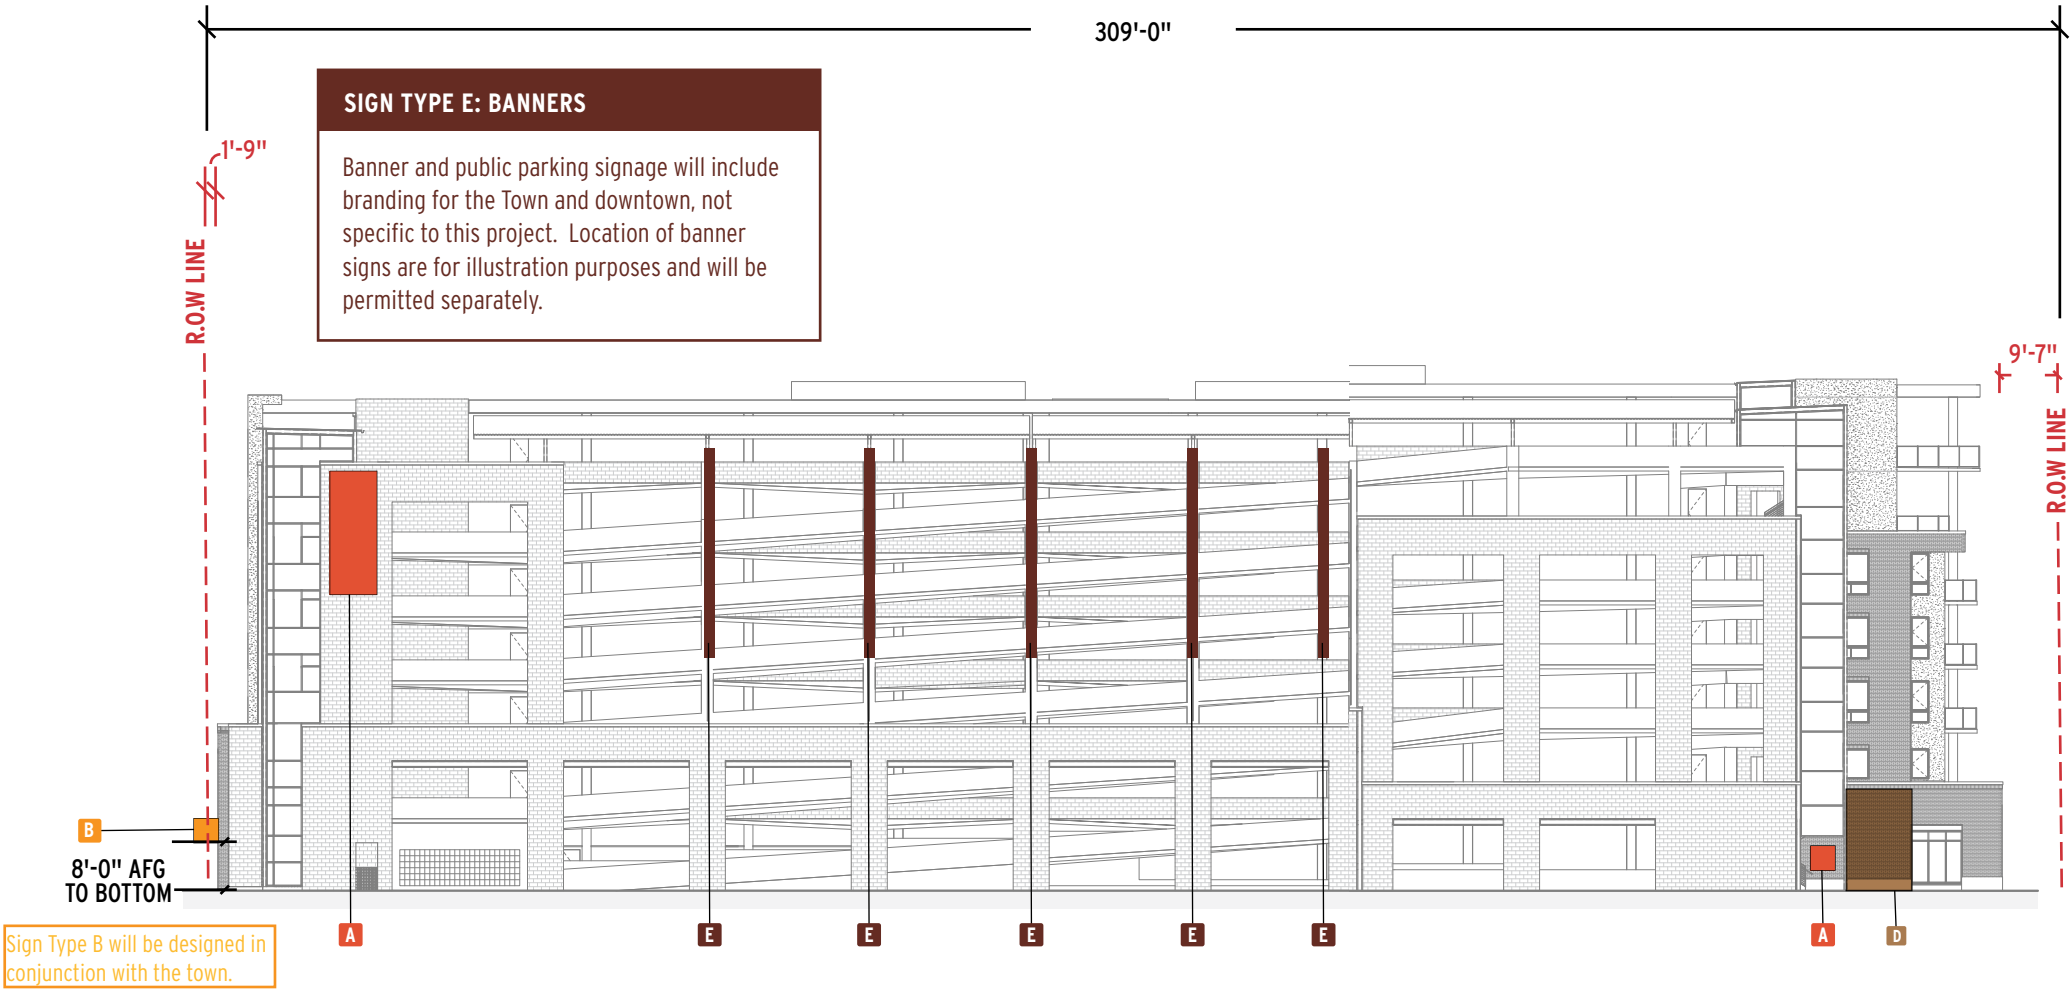 309'-0"
SIGN TYPE E: BANNERS
1'-9"
Banner and public parking signage will include
branding for the Town and downtown, not
specific to this project. Location of banner
signs are for illustration purposes and will be
permitted separately.
R.O.W LINE
9'-7"
R.O.W LINE
B
8'-0" AFG
TO BOTTOM
A
E
E
E
E
E
A
D
Sign Type B will be designed in
conjunction with the town.